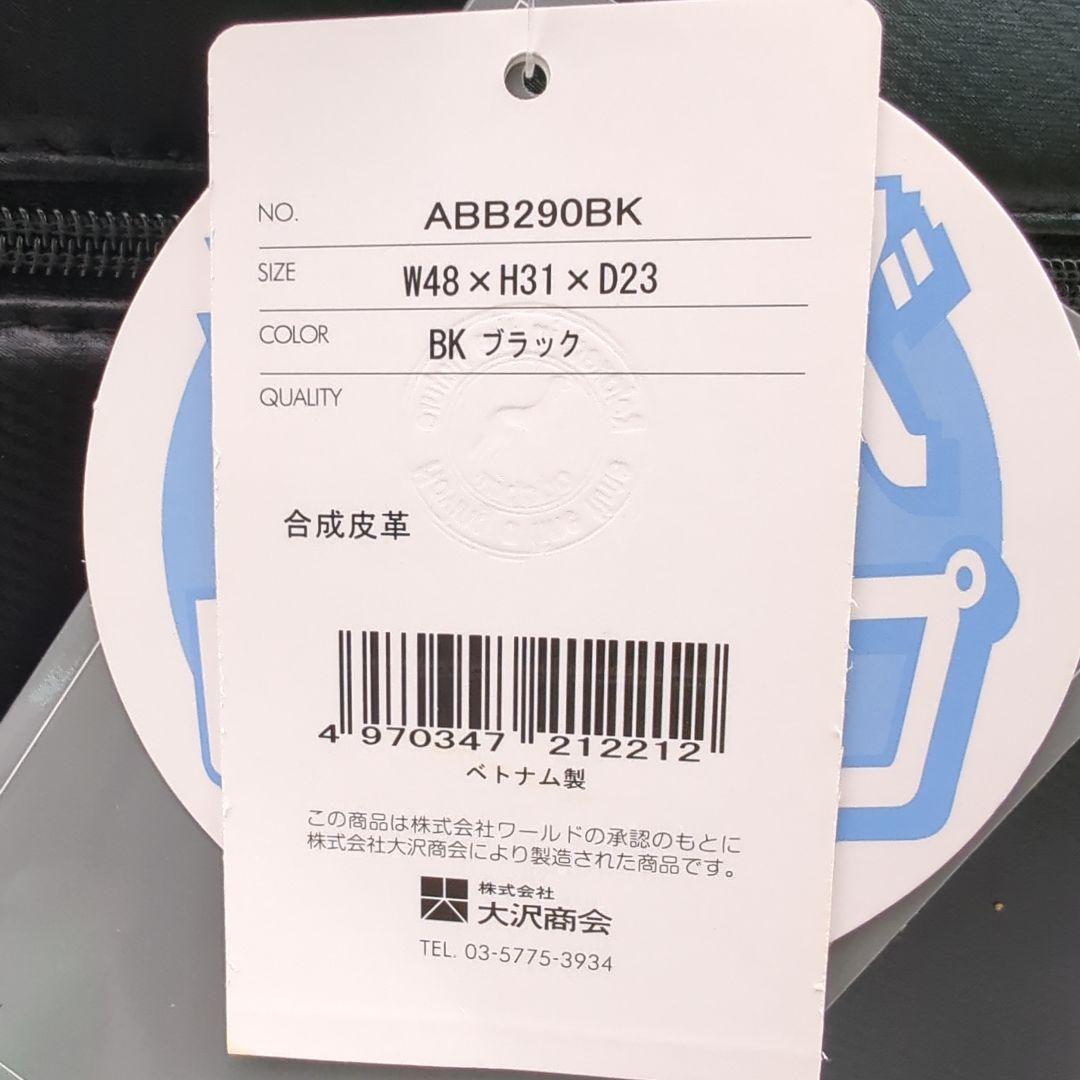 NO. ABB290BK
SIZE W48×H31×D23
COLOR BK ブラック
QUALITY
合成皮革
4 970347 212212
ベトナム製
この商品は株式会社ワールドの承認のもとに
株式会社大沢商会により製造された商品です。
株式会社
大沢商会
TEL. 03-5775-3934